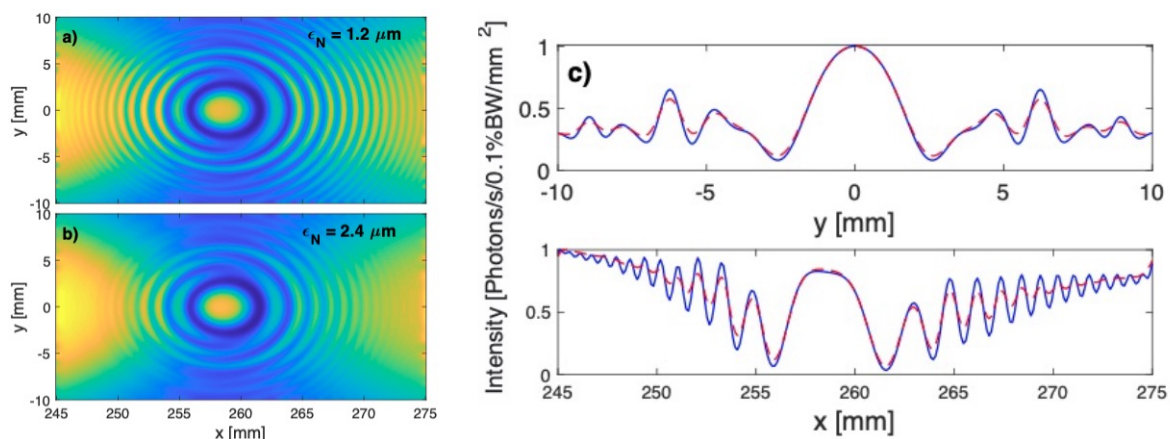 a)
ϵN = 1.2 μm
10
5
0
-5
-10
y [mm]
b)
ϵN = 2.4 μm
10
5
0
-5
-10
y [mm]
245 250 255 260 265 270 275
x [mm]
c)
Intensity [Photons/s/0.1%BW/mm 2]
1
0.5
0
-10 -5 0 5 10
y [mm]
1
0.5
0
245 250 255 260 265 270 275
x [mm]